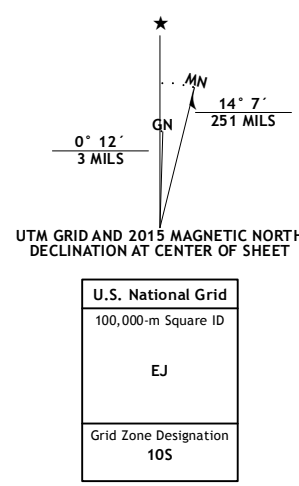 ★
MN
GN
14° 7´
251 MILS
0° 12´
3 MILS
UTM GRID AND 2015 MAGNETIC NORTH
DECLINATION AT CENTER OF SHEET
U.S. National Grid
100,000-m Square ID
EJ
Grid Zone Designation
10S